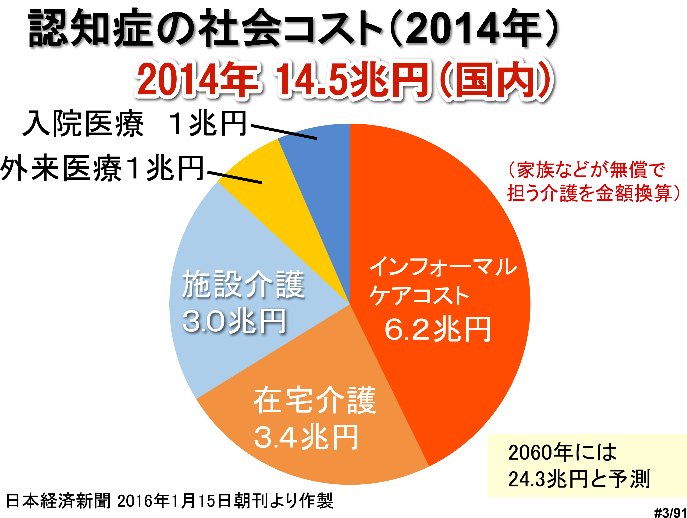 認知症の社会コスト（2014年）
2014年 14.5兆円（国内）
入院医療　１兆円
外来医療１兆円
（家族などが無償で
担う介護を金額換算）
インフォーマル
ケアコスト
６.２兆円
施設介護
３.０兆円
在宅介護
３.４兆円
2060年には
24.3兆円と予測
日本経済新聞 2016年1月15日朝刊より作製
#3/91